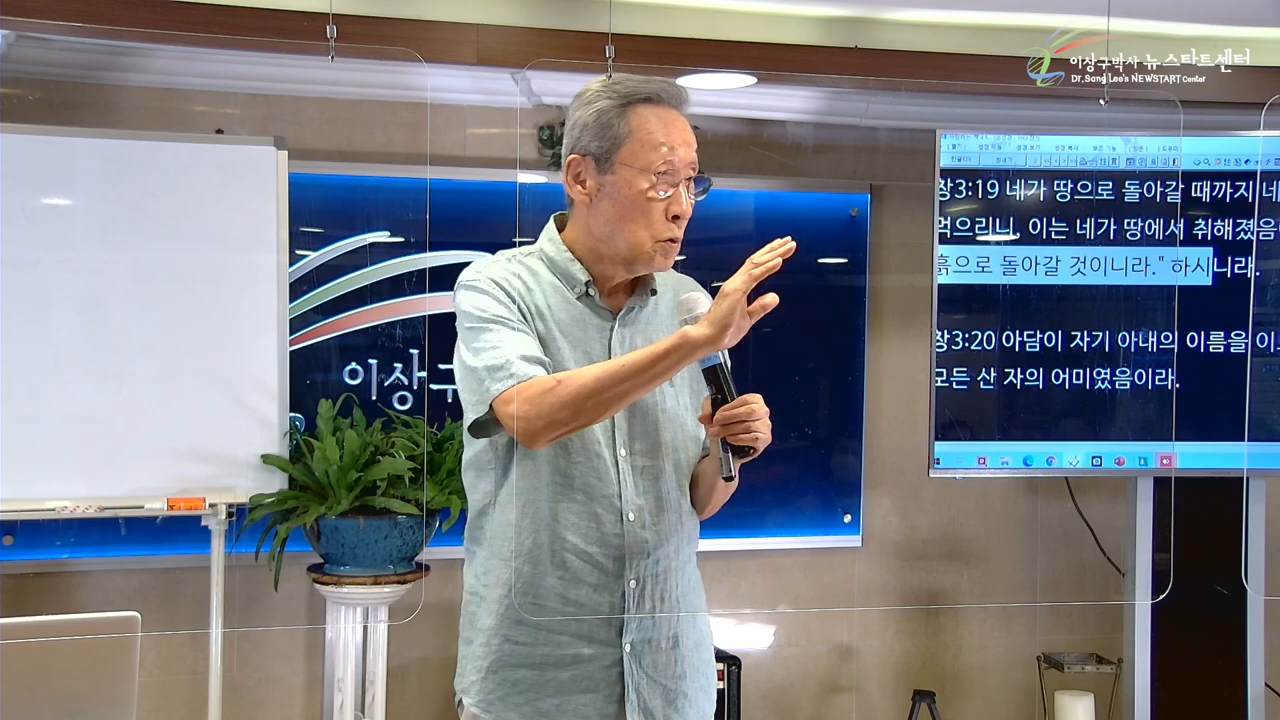 이상구박사 뉴스타트센터
Dr. Sang Lee's NEWSTART Center
창3:19 네가 땅으로 돌아갈 때까지 네
먹으리니, 이는 네가 땅에서 취해졌음
흙으로 돌아갈 것이니라." 하시니라.
창3:20 아담이 자기 아내의 이름을 이
모든 산 자의 어미였음이라.
이상구